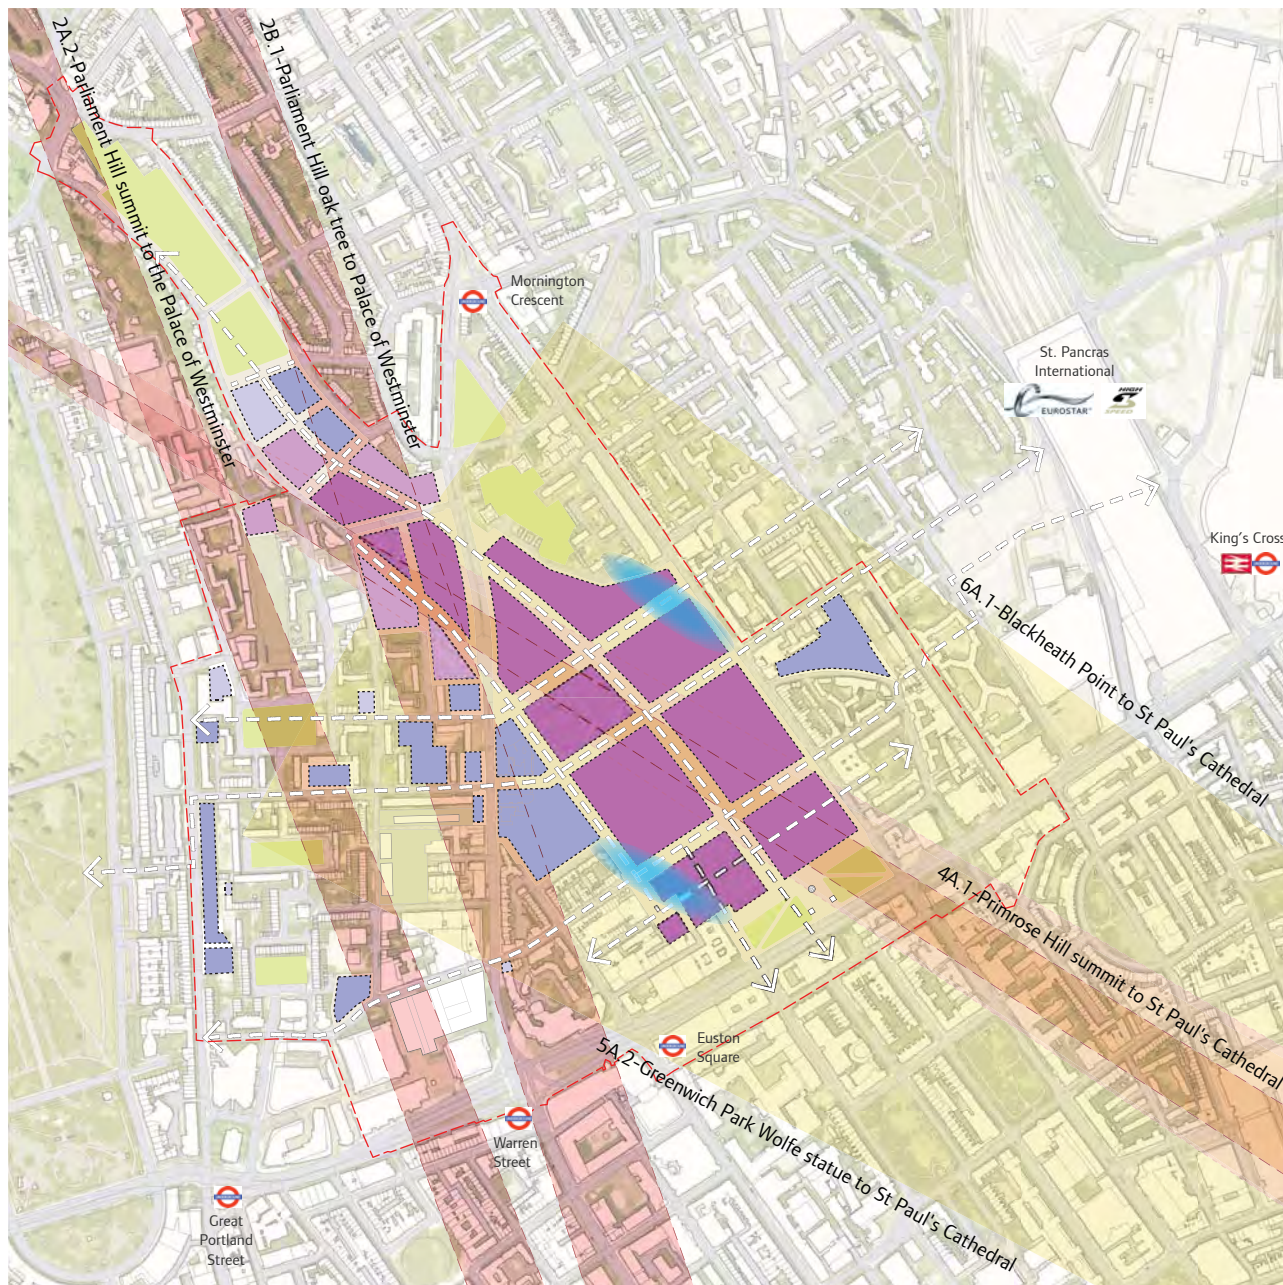 2A.2-Parliament Hill summit to the Palace of Westminster
2B.1-Parliament Hill oak tree to Palace of Westminster
Mornington
Crescent
St. Pancras
International
EUROSTAR
HIGH
SPEED
King's Cross
6A.1-Blackheath Point to St Paul's Cathedral
4A.1-Primrose Hill summit to St Paul's Cathedral
Euston
Square
5A.2-Greenwich Park Wolfe statue to St Paul's Cathedral
Warren
Street
Great
Portland
Street